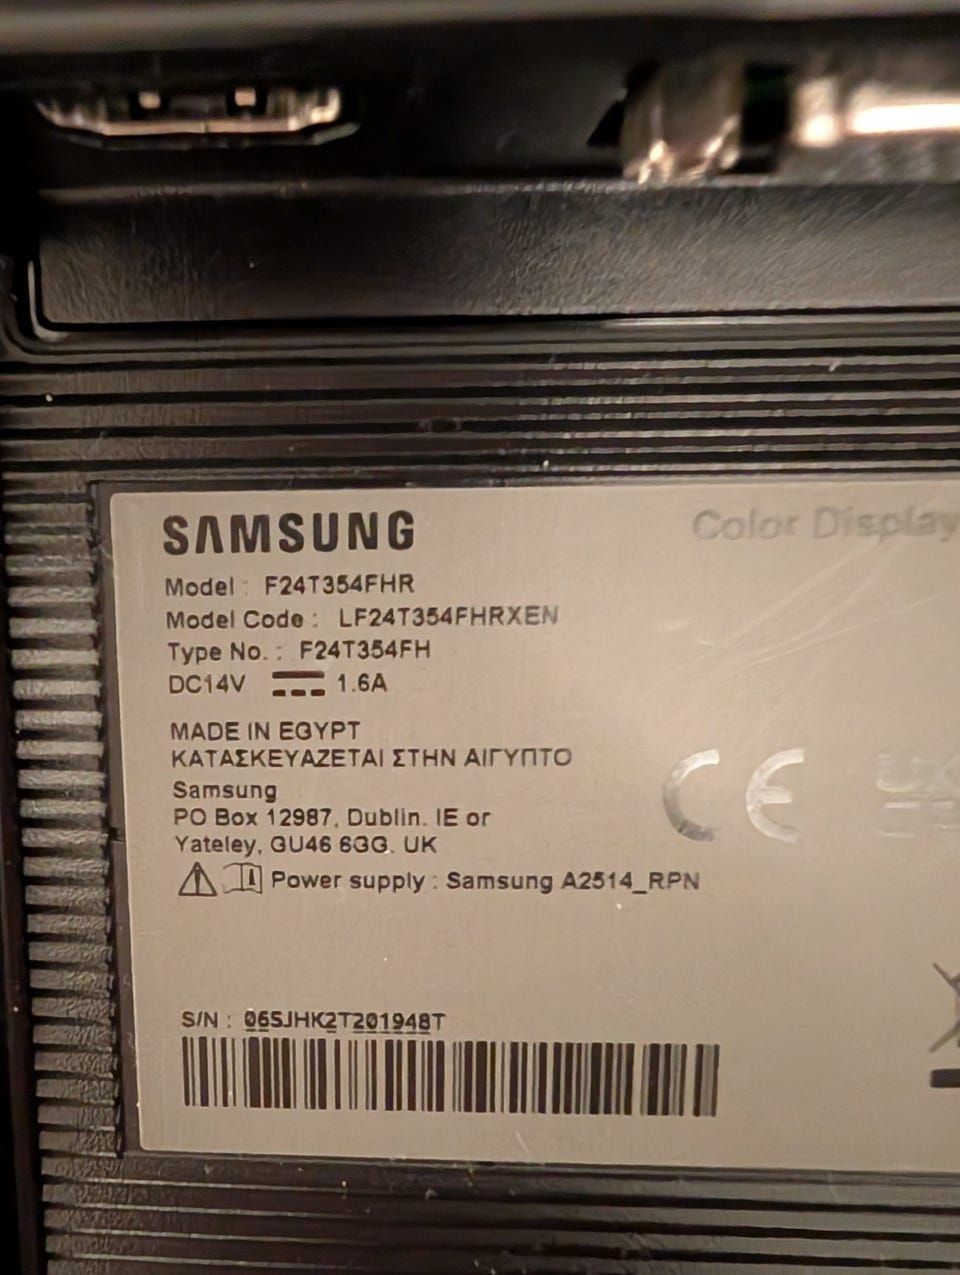 SAMSUNG
Color Display
Model : F24T354FHR
Model Code : LF24T354FHRXEN
Type No. : F24T354FH
DC14V 1.6A
MADE IN EGYPT
ΚΑΤΑΣΚΕΥΑΖΕΤΑΙ ΣΤΗΝ ΑΙΓΥΠΤΟ
Samsung
PO Box 12987, Dublin. IE or
Yateley, GU46 6GG. UK
CE
Power supply : Samsung A2514_RPN
S/N : 065JHK2T201948T